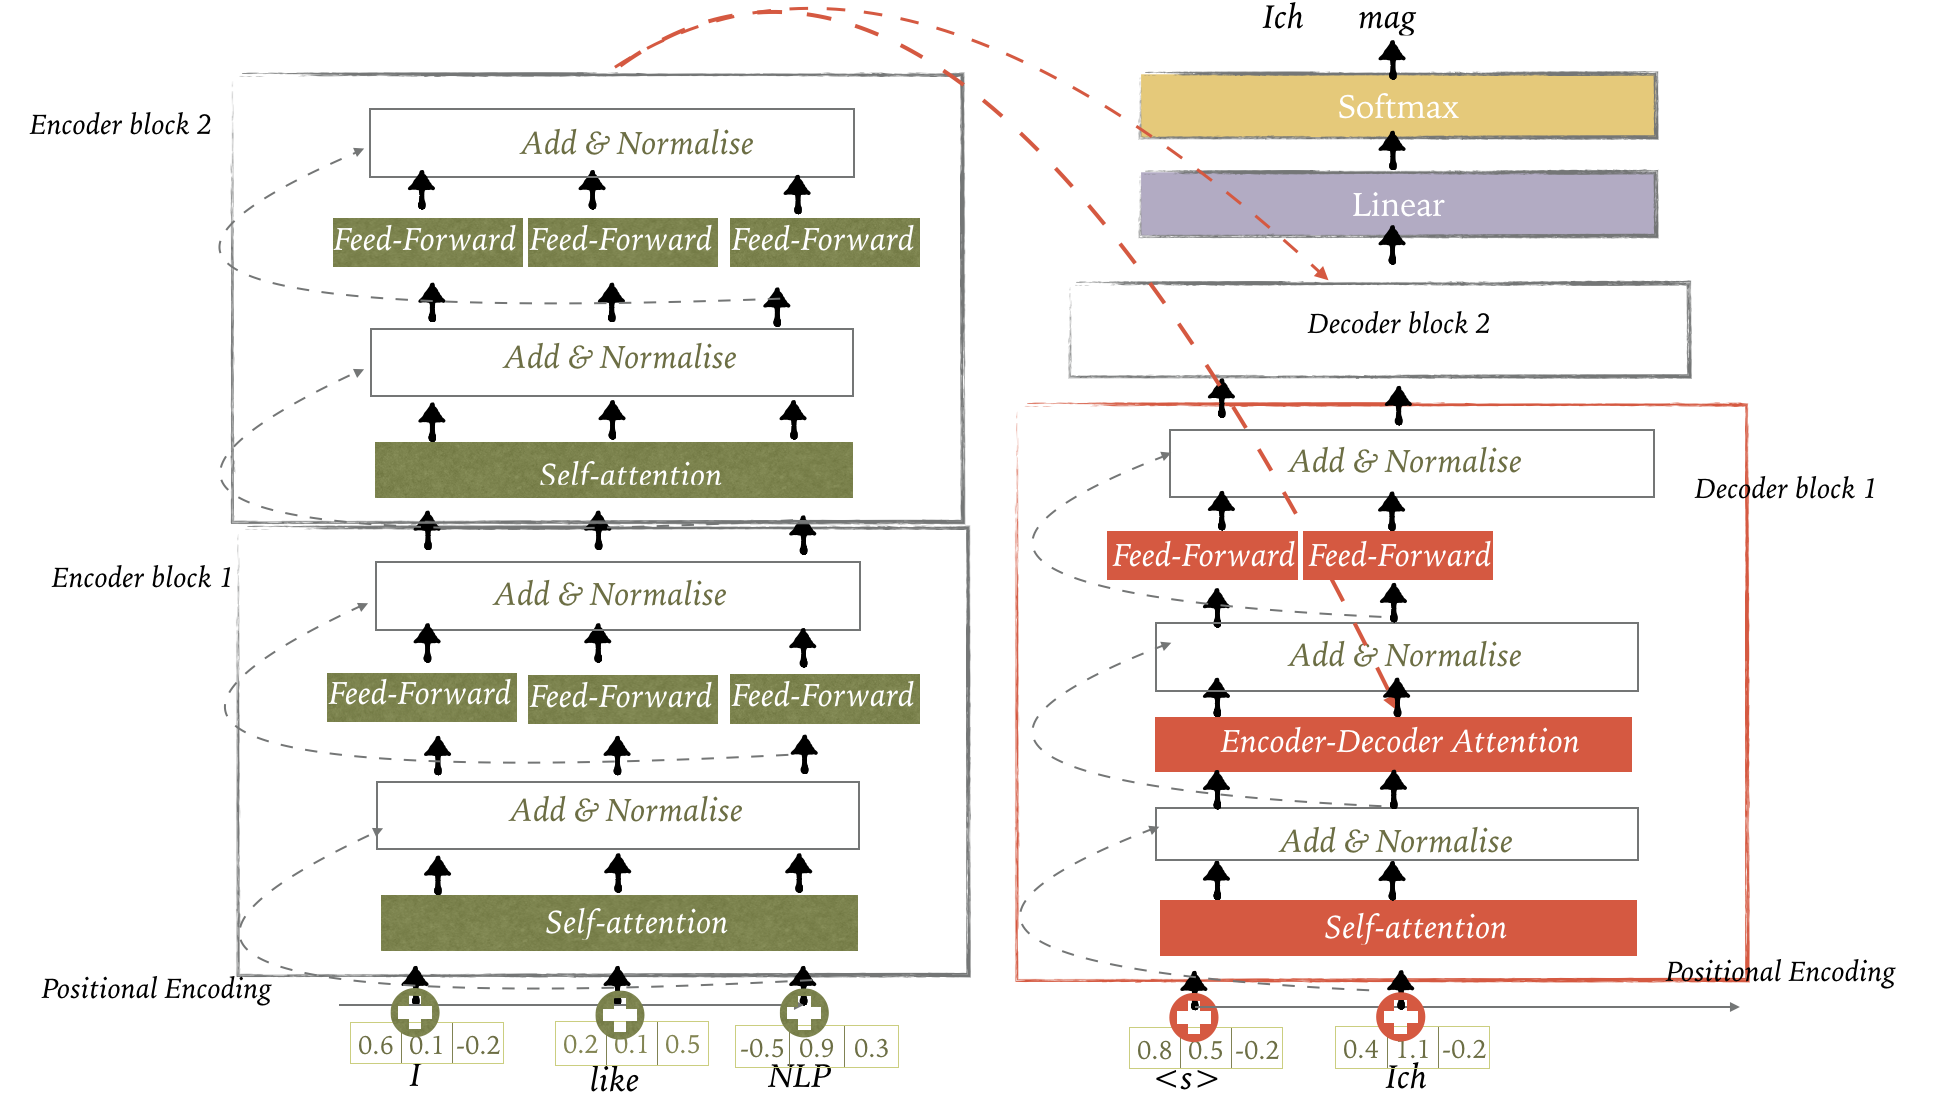 Encoder block 2
Add & Normalise
Feed-Forward Feed-Forward Feed-Forward
Add & Normalise
Self-attention
Encoder block 1
Add & Normalise
Feed-Forward Feed-Forward Feed-Forward
Add & Normalise
Self-attention
Positional Encoding
0.6 0.1 -0.2 0.2 0.1 0.5 -0.5 0.9 0.3
I like NLP
Ich mag
Softmax
Linear
Decoder block 2
Add & Normalise
Decoder block 1
Feed-Forward Feed-Forward
Add & Normalise
Encoder-Decoder Attention
Add & Normalise
Self-attention
Positional Encoding
0.8 0.5 -0.2 0.4 1.1 -0.2
<s> Ich